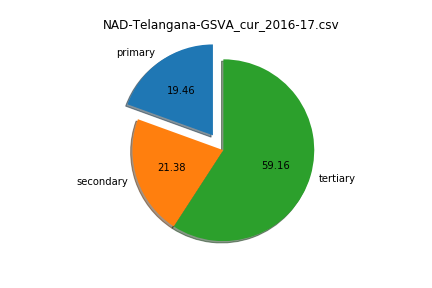 NAD-Telangana-GSVA_cur_2016-17.csv
primary
19.46
59.16
21.38
secondary
tertiary